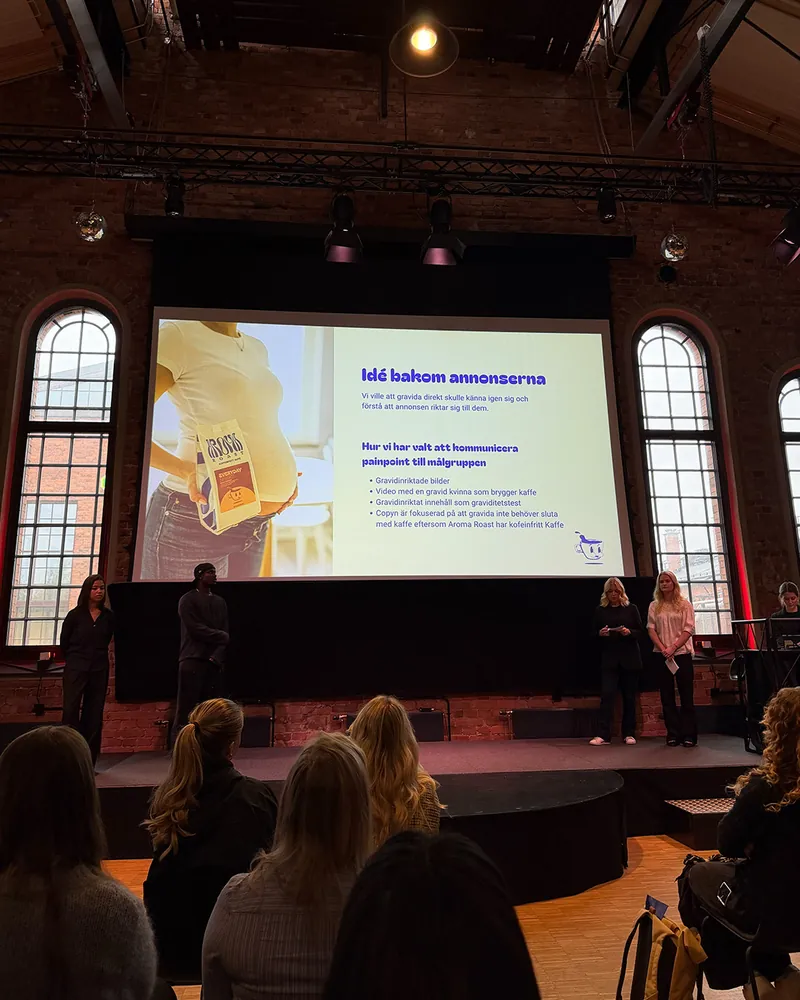 Idé bakom annonserna
Vi ville att gravida direkt skulle känna igen sig och
förstå att annonsen riktar sig till dem.
Hur vi har valt att kommunicera
painpoint till målgruppen
• Gravidinriktade bilder
• Video med en gravid kvinna som brygger kaffe
• Gravidinriktat innehåll som graviditetstest
• Copyn är fokuserad på att gravida inte behöver sluta
med kaffe eftersom Aroma Roast har kofeinfritt Kaffe
ROAST
EVERYDAY